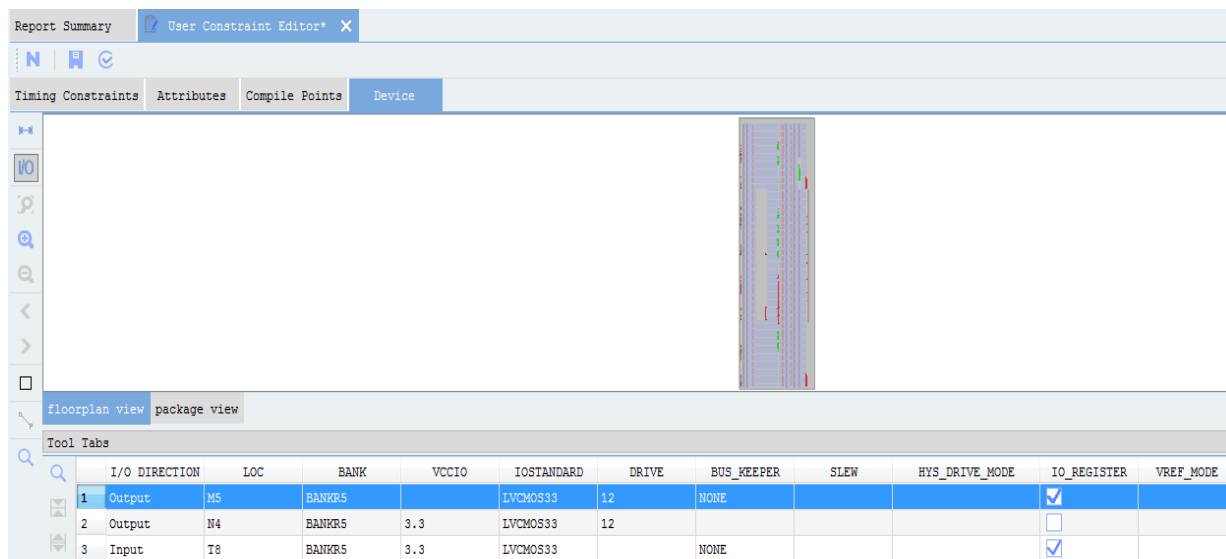 Report Summary User Constraint Editor* X
N
Timing Constraints Attributes Compile Points Device
I/O
floorplan view package view
Tool Tabs
I/O DIRECTION LOC BANK VCCIO IOSTANDARD DRIVE BUS_KEEPER SLEW HYS_DRIVE_MODE IO_REGISTER VREF_MODE
1 Output M5 BANKR5 LVCMOS33 12 NONE
2 Output N4 BANKR5 3.3 LVCMOS33 12
3 Input T8 BANKR5 3.3 LVCMOS33 NONE